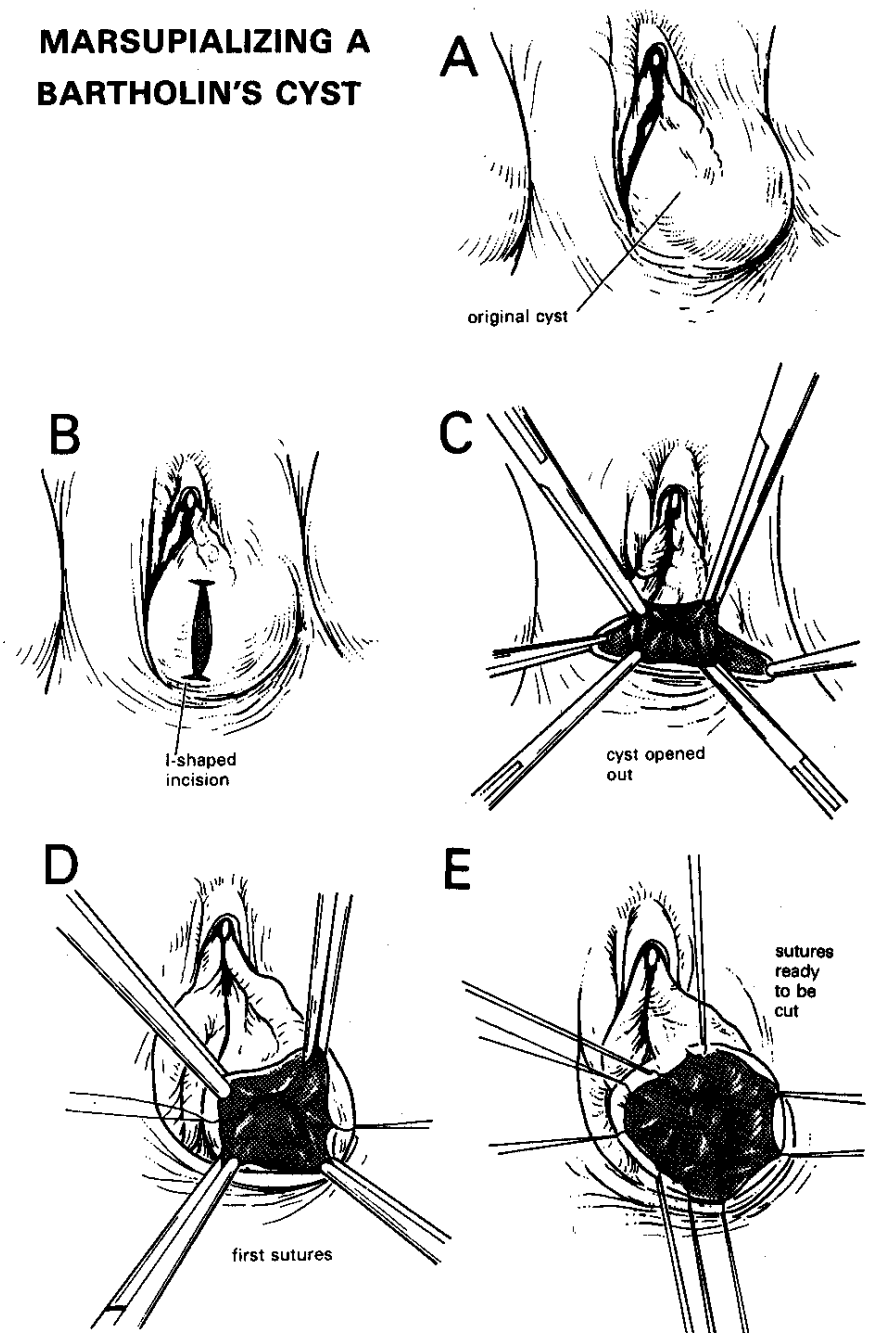 MARSUPIALIZING A
BARTHOLIN'S CYST
A
original cyst
B
I-shaped
incision
C
cyst opened
out
D
first sutures
E
sutures
ready
to be
cut